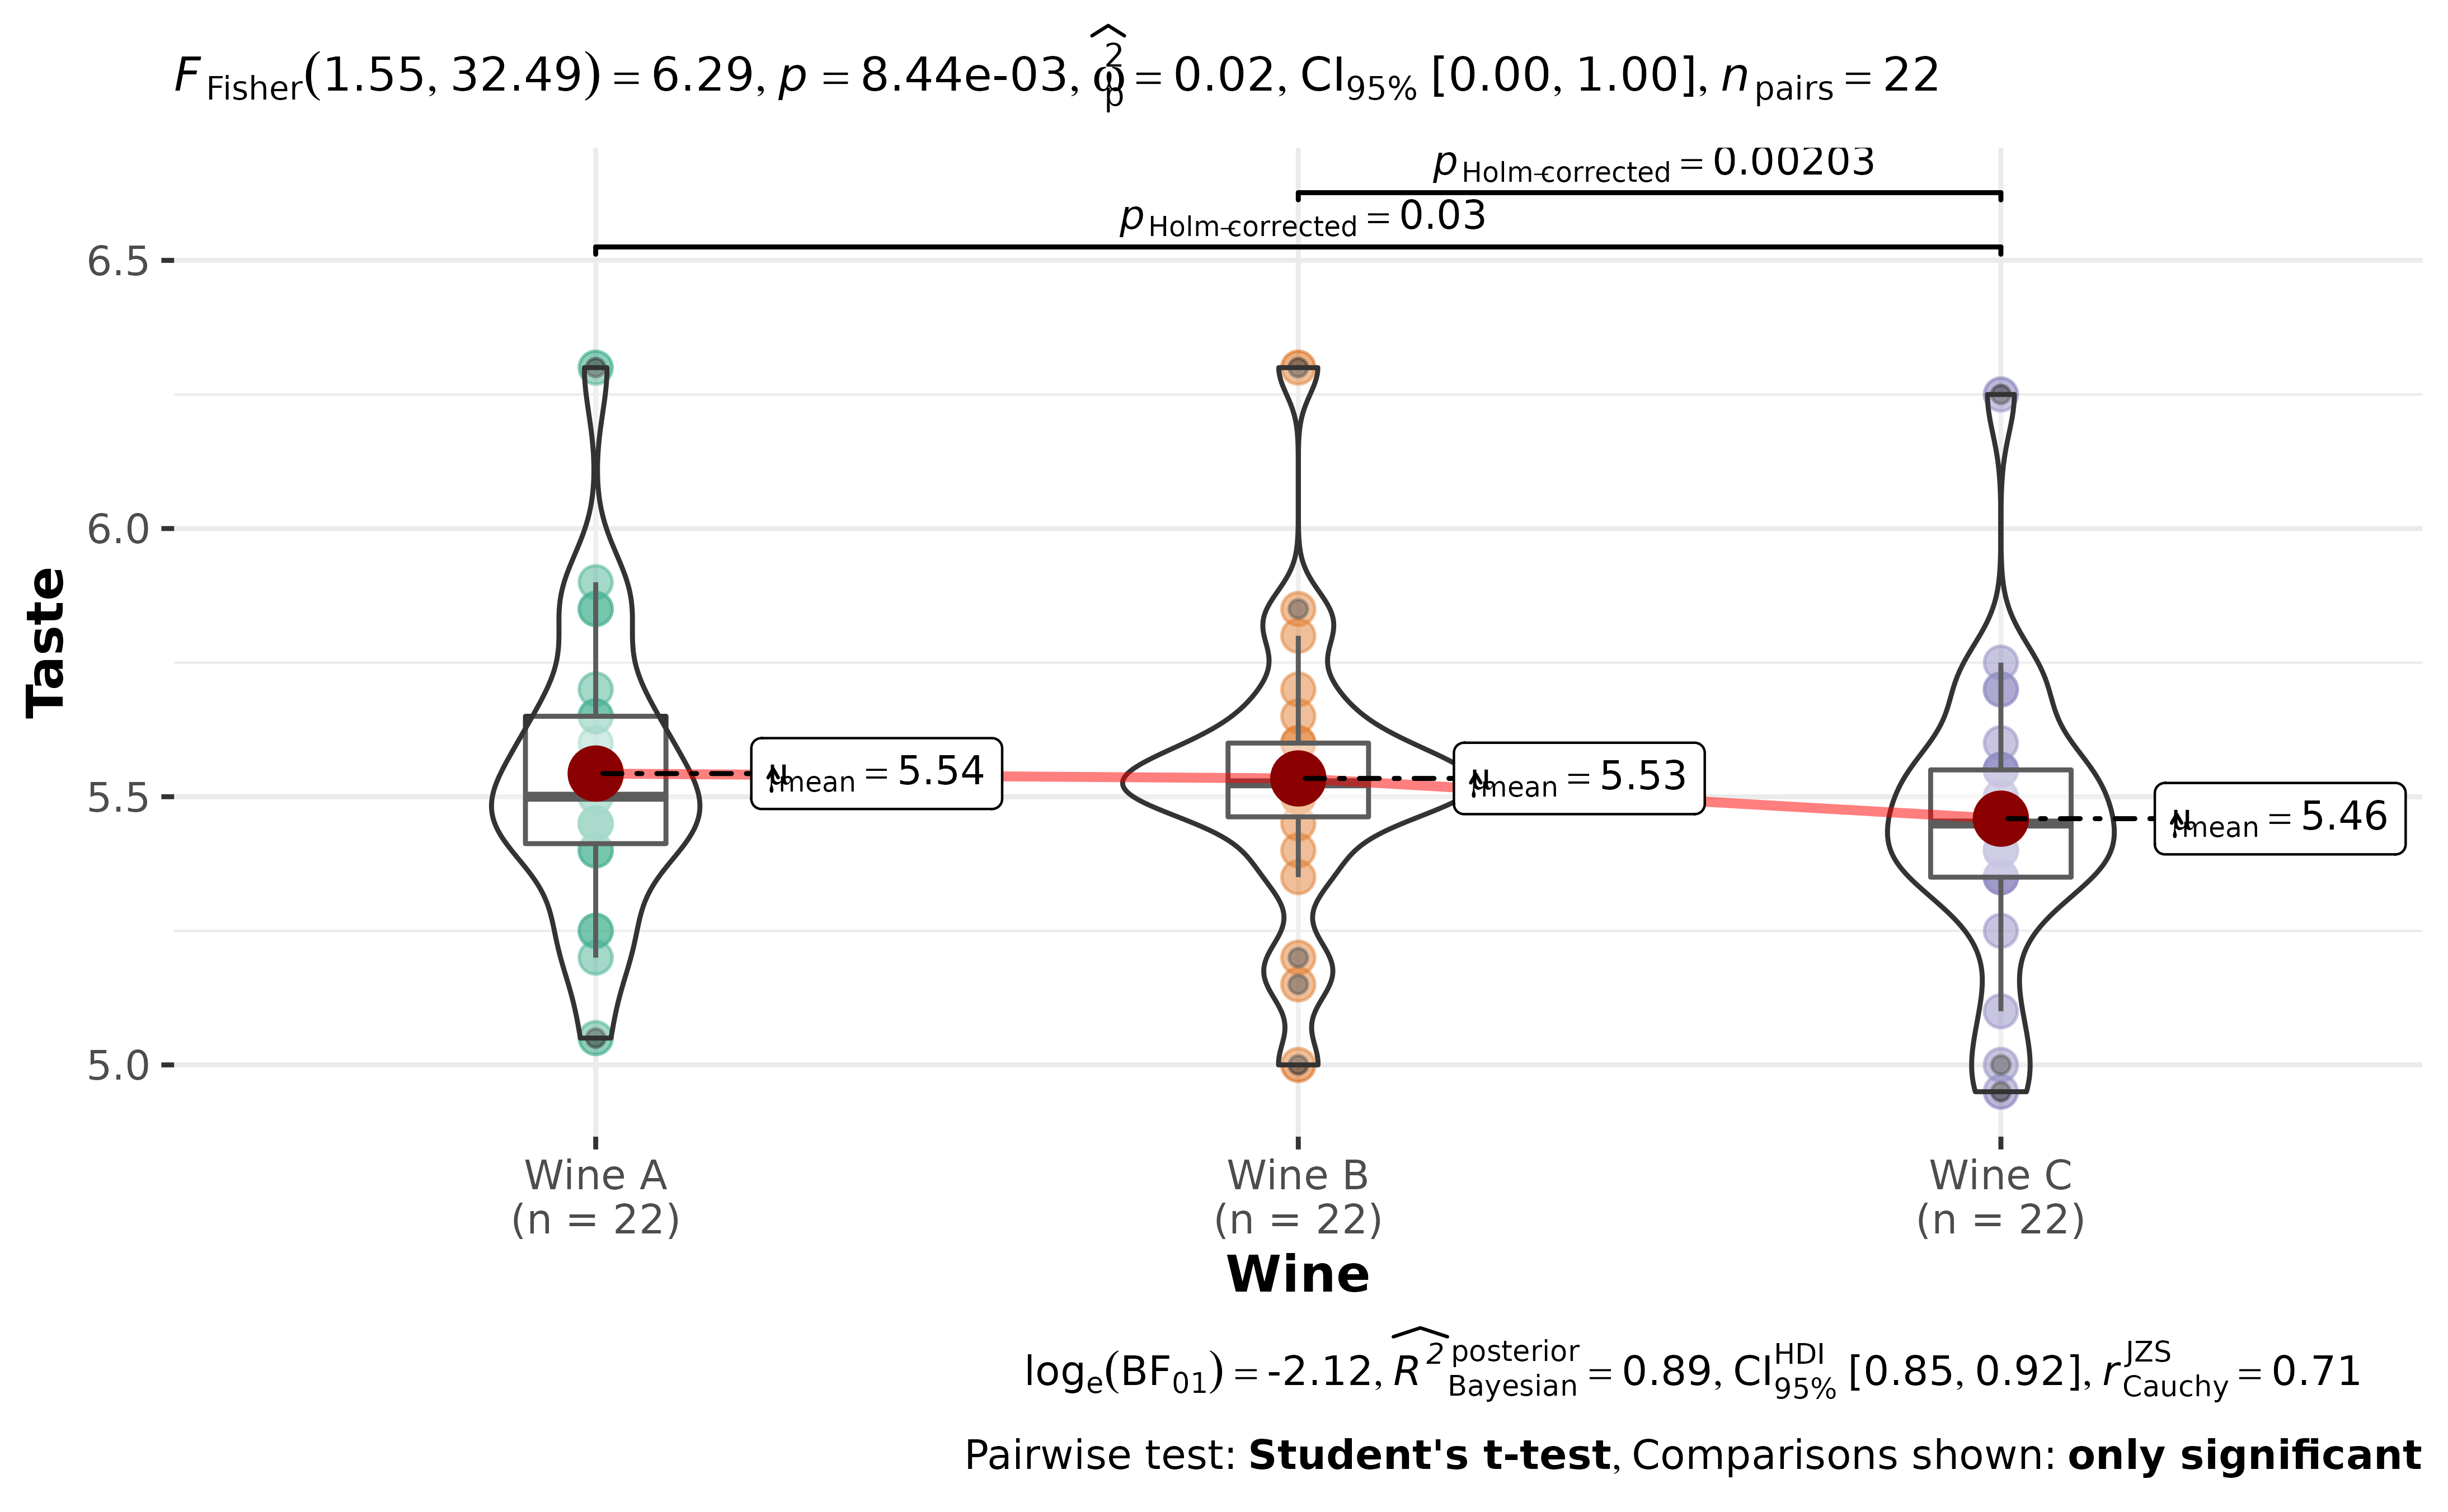 F Fisher(1.55, 32.49) = 6.29, p = 8.44e-03, ω̂²p = 0.02, CI95% [0.00, 1.00], n pairs = 22
p Holm−corrected = 0.00203
p Holm−corrected = 0.03
6.5
6.0
5.5
5.0
Taste
μ̂mean = 5.54
μ̂mean = 5.53
μ̂mean = 5.46
Wine A
(n = 22)
Wine B
(n = 22)
Wine C
(n = 22)
Wine
loge(BF01) = -2.12, R² posterior Bayesian = 0.89, CI HDI 95% [0.85, 0.92], r JZS Cauchy = 0.71
Pairwise test: Student's t-test, Comparisons shown: only significant